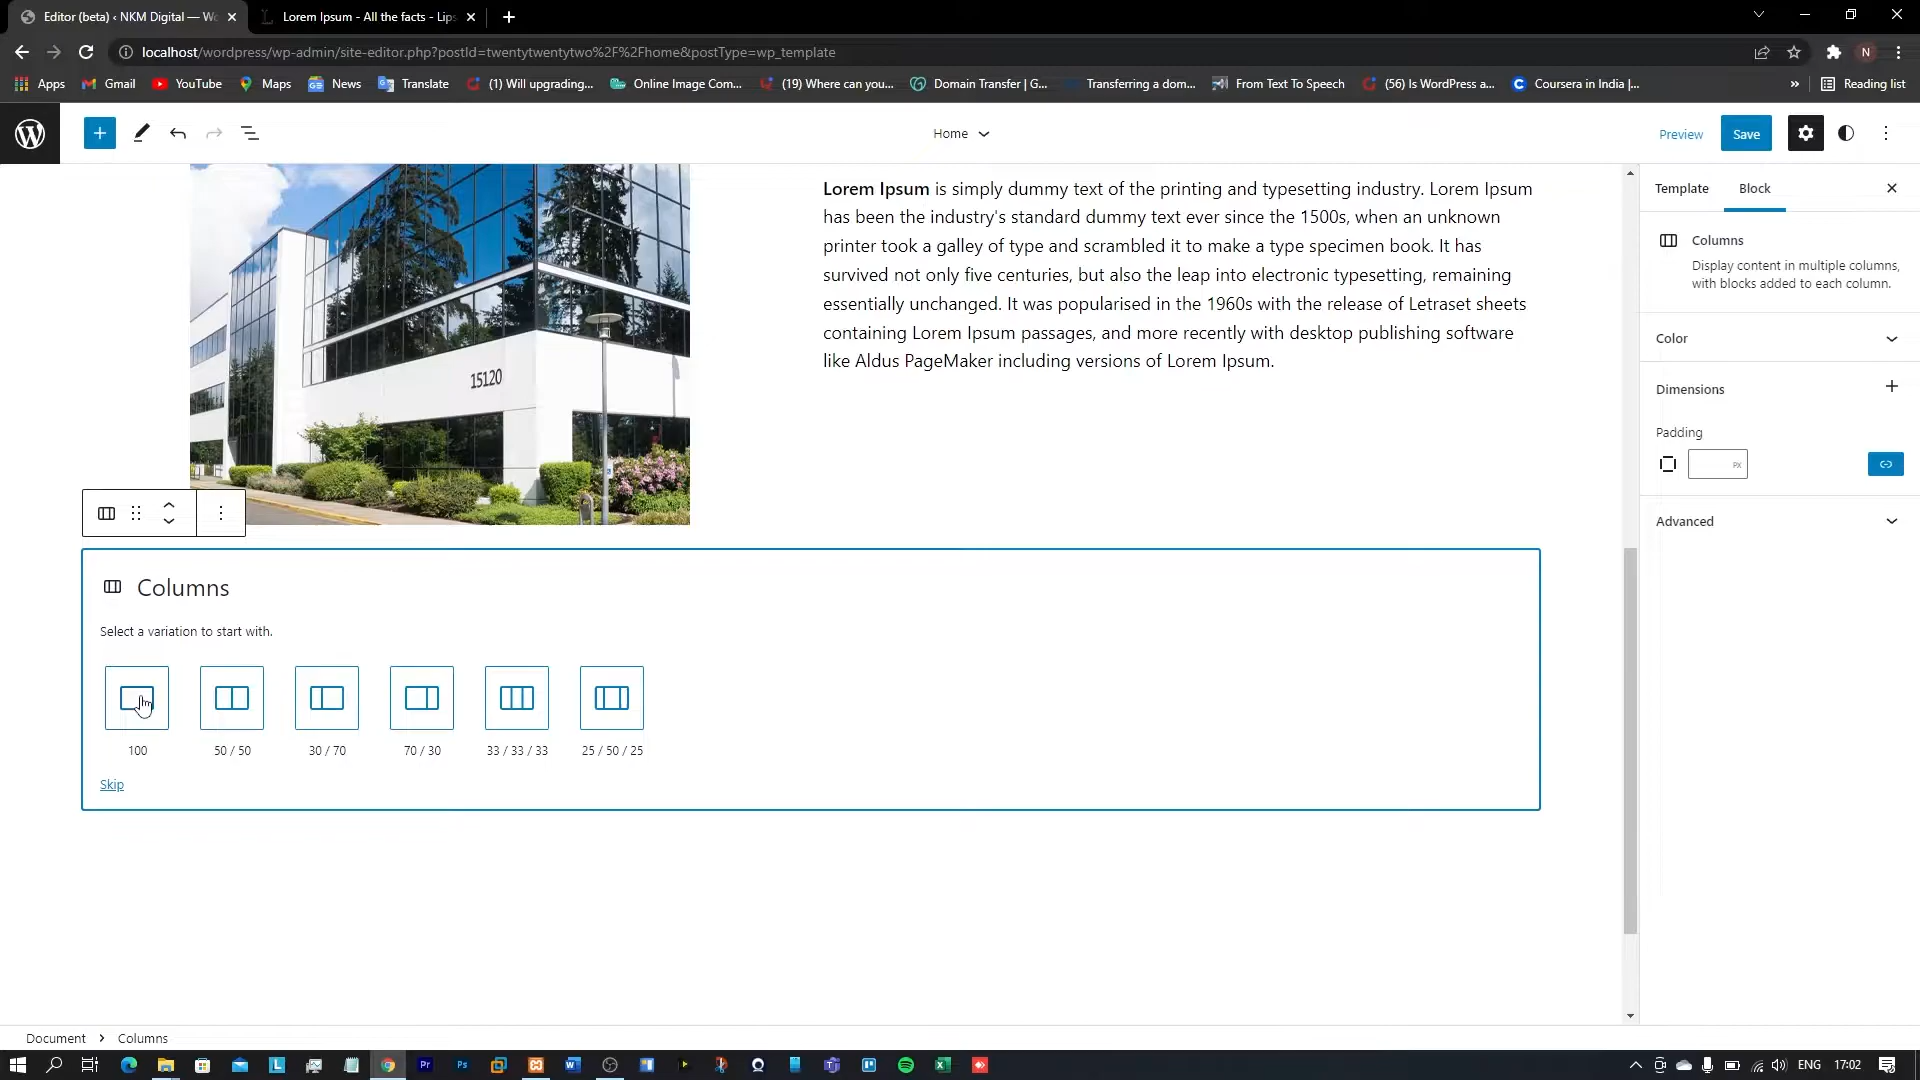 Editor (beta) ‹ NKM Digital — Wo
Lorem Ipsum - All the facts - Lips
localhost/wordpress/wp-admin/site-editor.php?postId=twentytwentytwo%2F%2Fhome&postType=wp_template
N
Apps
Gmail
YouTube
Maps
News
Translate
(1) Will upgrading...
Online Image Com...
(19) Where can you...
Domain Transfer | G...
Transferring a dom...
From Text To Speech
(56) Is WordPress a...
Coursera in India |...
»
Reading list
Home
Preview
Save
Lorem Ipsum is simply dummy text of the printing and typesetting industry. Lorem Ipsum
has been the industry's standard dummy text ever since the 1500s, when an unknown
printer took a galley of type and scrambled it to make a type specimen book. It has
survived not only five centuries, but also the leap into electronic typesetting, remaining
essentially unchanged. It was popularised in the 1960s with the release of Letraset sheets
containing Lorem Ipsum passages, and more recently with desktop publishing software
like Aldus PageMaker including versions of Lorem Ipsum.
15120
Columns
Select a variation to start with.
100
50 / 50
30 / 70
70 / 30
33 / 33 / 33
25 / 50 / 25
Skip
Template
Block
Columns
Display content in multiple columns,
with blocks added to each column.
Color
Dimensions
Padding
PX
Advanced
Document
Columns
L
Pr
Ps
ENG
17:02